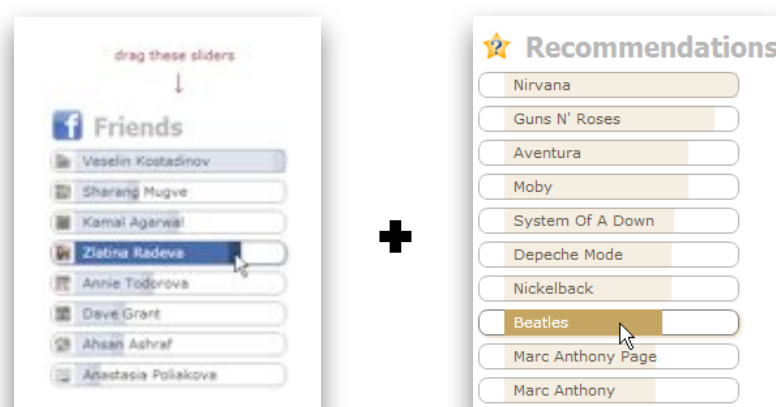 drag these sliders
Friends
Veselin Kostadinov
Sharang Mugve
Kamal Agarwal
Zlatina Radeva
Annie Todorova
Dave Grant
Ahsan Ashraf
Anastasia Poliakova
Recommendations
Nirvana
Guns N' Roses
Aventura
Moby
System Of A Down
Depeche Mode
Nickelback
Beatles
Marc Anthony Page
Marc Anthony